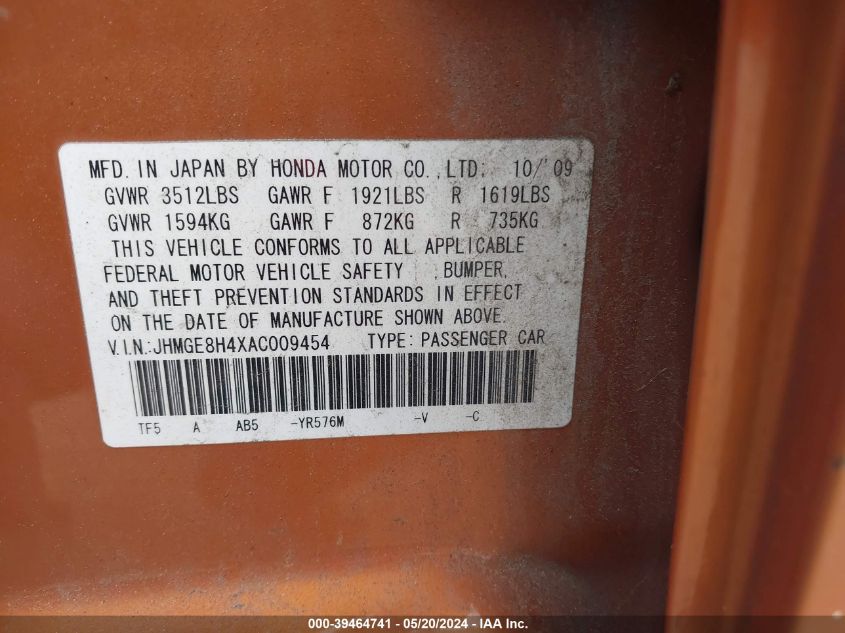 MFD. IN JAPAN BY HONDA MOTOR CO.,LTD: 10/'09
GVWR 3512LBS GAWR F 1921LBS R 1619LBS
GVWR 1594KG GAWR F 872KG R 735KG
THIS VEHICLE CONFORMS TO ALL APPLICABLE
FEDERAL MOTOR VEHICLE SAFETY ,BUMPER,
AND THEFT PREVENTION STANDARDS IN EFFECT
ON THE DATE OF MANUFACTURE SHOWN ABOVE.
V.I.N.:JHMGE8H4XAC009454 TYPE: PASSENGER CAR
TF5 A AB5 -YR576M -V -C
000-39464741 - 05/20/2024 - IAA Inc.